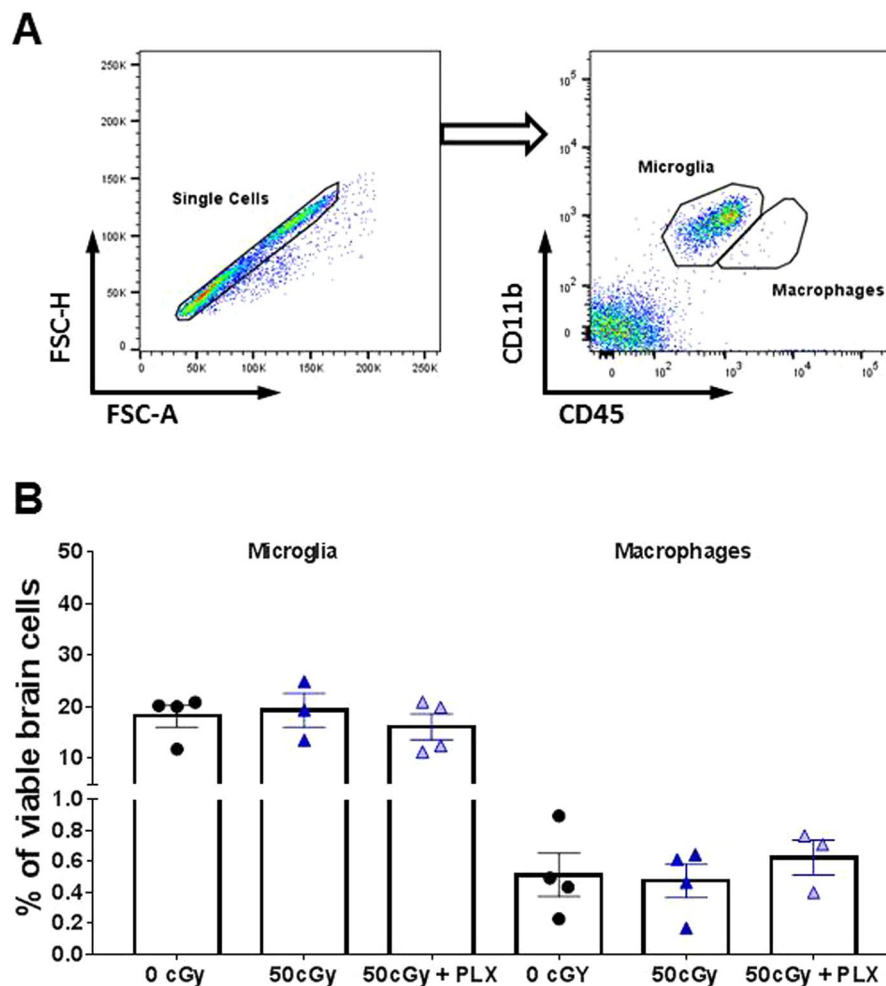 A
250K
200K
150K
100K
50K
0
Single Cells
0 50K 100K 150K 200K 250K
FSC-H
FSC-A
10^5
10^4
10^3
10^2
0
Microglia
Macrophages
0 10^2 10^3 10^4 10^5
CD11b
CD45
B
% of viable brain cells
50
40
30
20
10
1.0
0.8
0.6
0.4
0.2
0.0
Microglia Macrophages
0 cGy 50cGy 50cGy + PLX 0 cGY 50cGy 50cGy + PLX